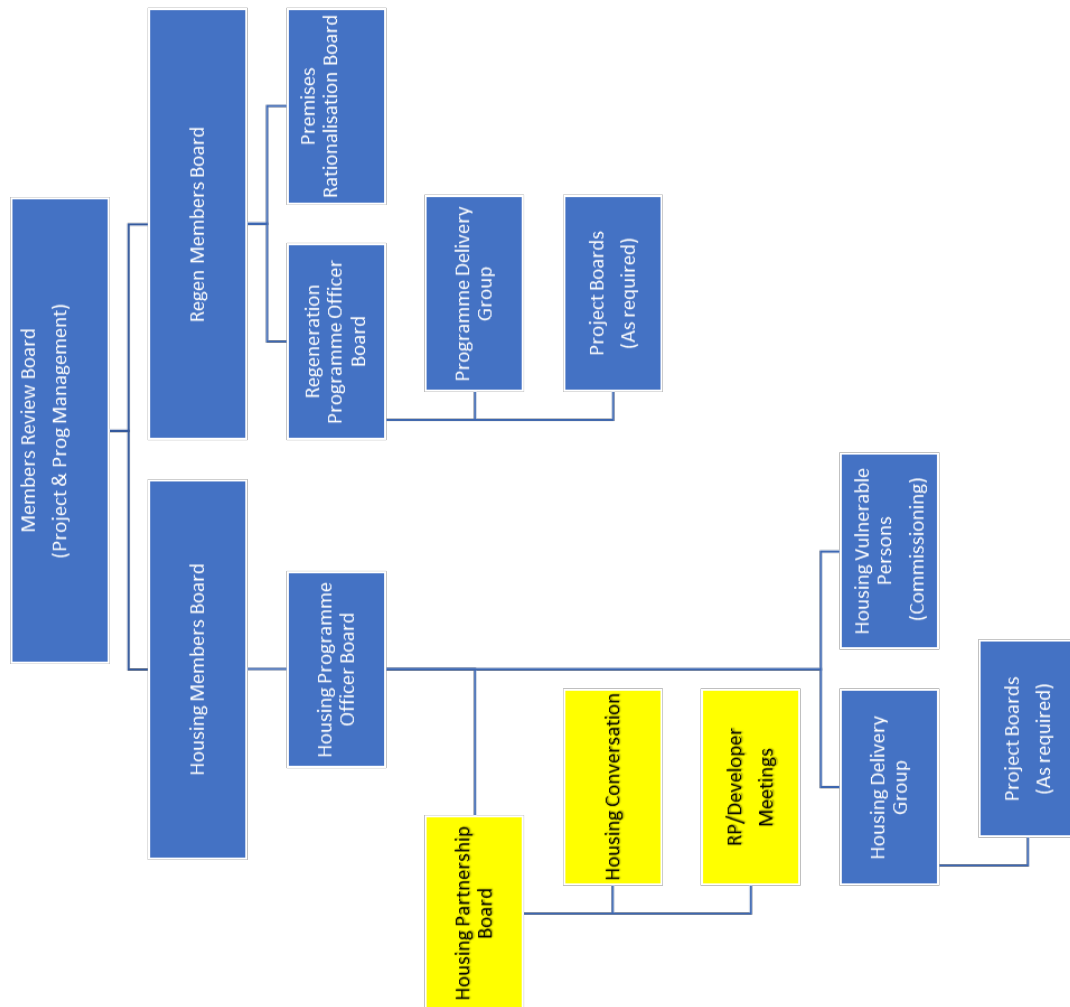 Members Review Board
(Project & Prog Management)
Housing Members Board
Regen Members Board
Housing Programme
Officer Board
Regeneration
Programme Officer
Board
Premises
Rationalisation Board
Housing Partnership
Board
Programme Delivery
Group
Housing Conversation
Project Boards
(As required)
RP/Developer
Meetings
Housing Delivery
Group
Housing Vulnerable
Persons
(Commissioning)
Project Boards
(As required)